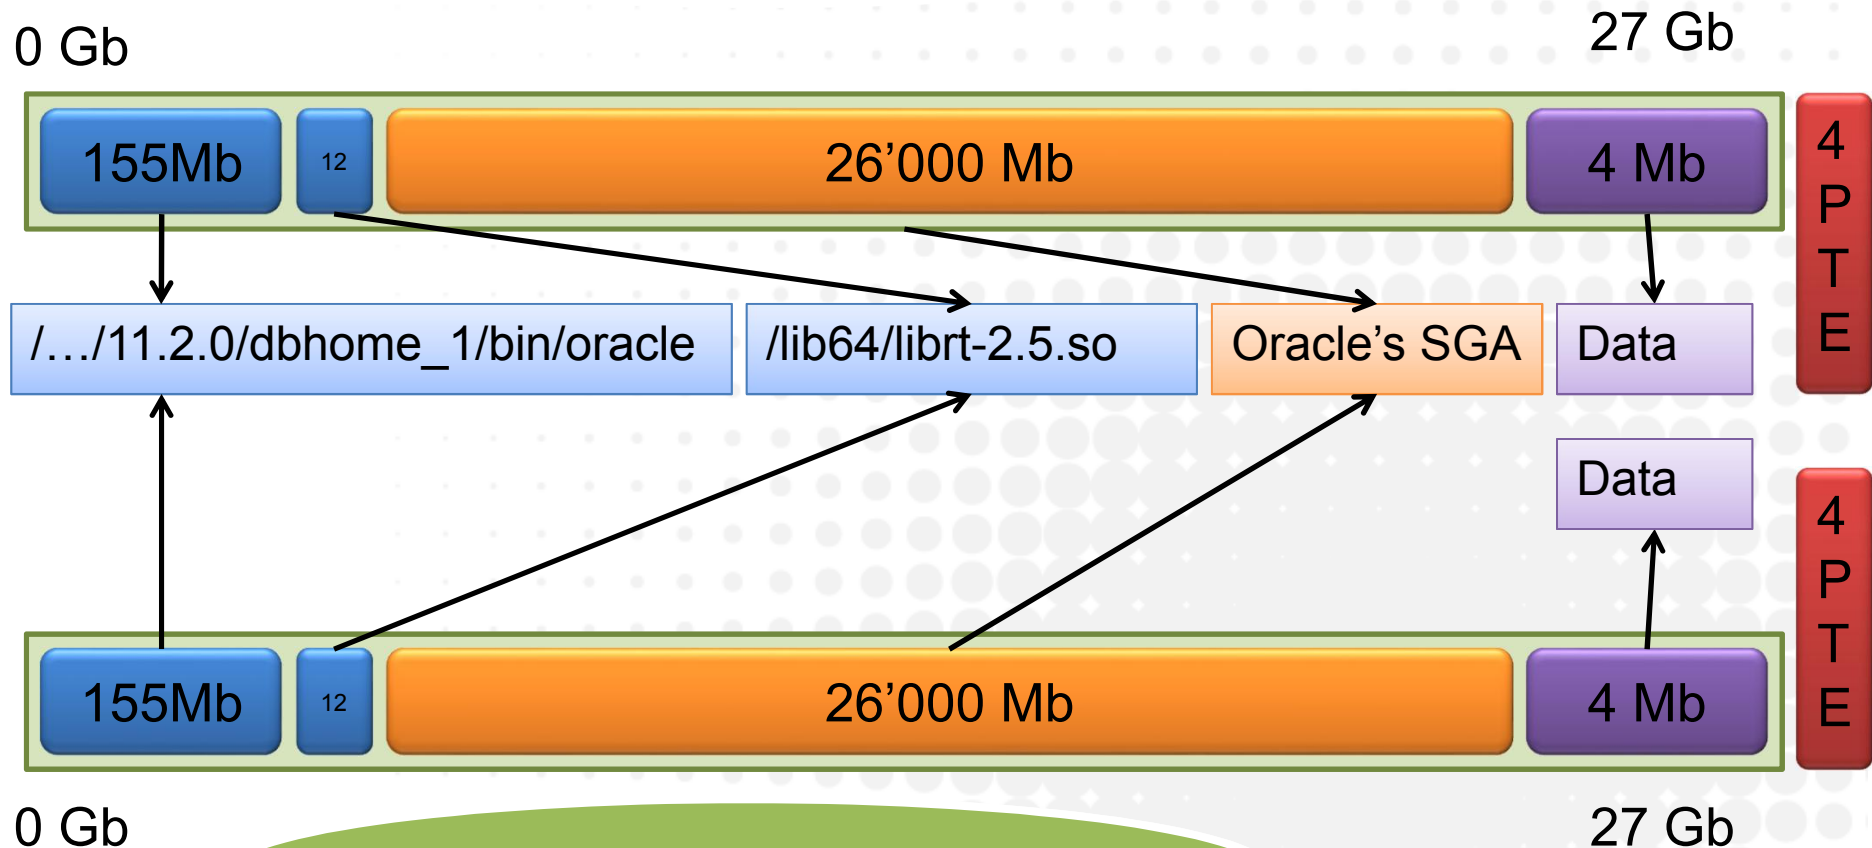 0 Gb
27 Gb
155Mb
12
26’000 Mb
4 Mb
4
P
T
E
/…/11.2.0/dbhome_1/bin/oracle
/lib64/librt-2.5.so
Oracle’s SGA
Data
Data
4
P
T
E
155Mb
12
26’000 Mb
4 Mb
0 Gb
27 Gb